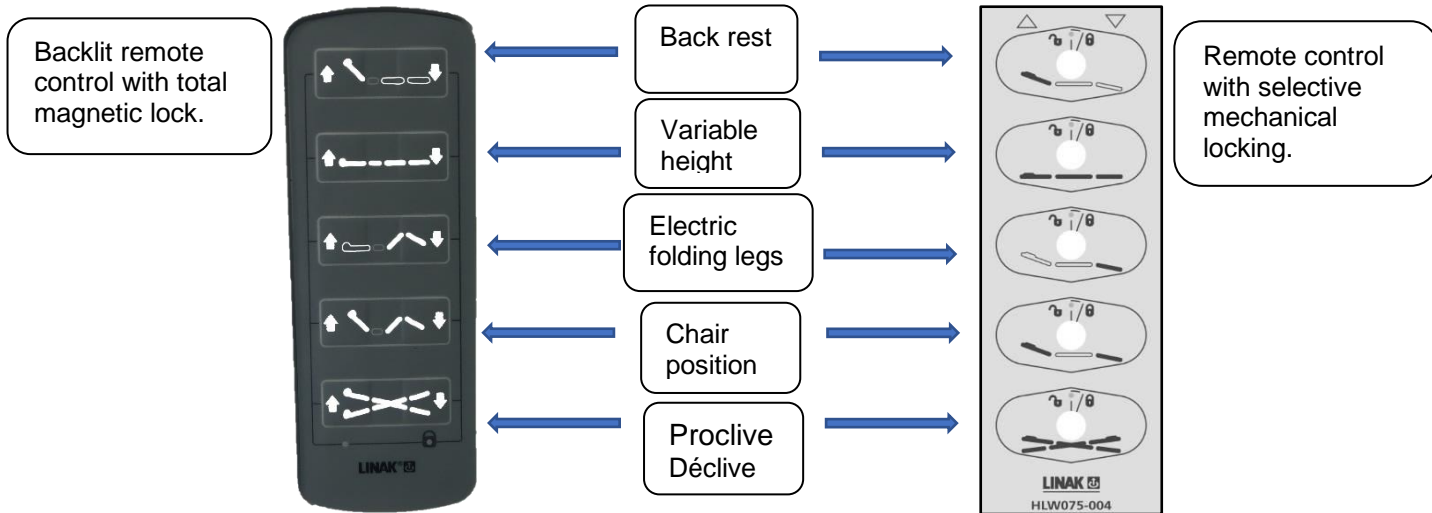 Backlit remote
control with total
magnetic lock.
Back rest
Variable
height
Electric
folding legs
Chair
position
Proclive
Déclive
LINAK®
Remote control
with selective
mechanical
locking.
LINAK
HLW075-004